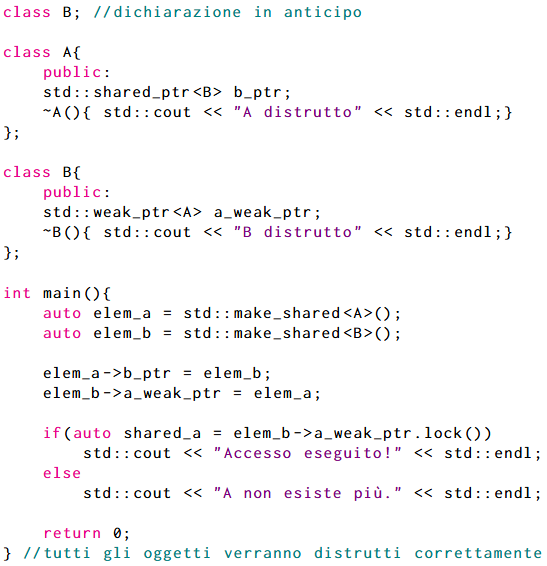 class B; //dichiarazione in anticipo
class A{
    public:
    std::shared_ptr<B> b_ptr;
    ~A(){ std::cout << "A distrutto" << std::endl;}
};
class B{
    public:
    std::weak_ptr<A> a_weak_ptr;
    ~B(){ std::cout << "B distrutto" << std::endl;}
};
int main(){
    auto elem_a = std::make_shared<A>();
    auto elem_b = std::make_shared<B>();
    elem_a->b_ptr = elem_b;
    elem_b->a_weak_ptr = elem_a;
    if(auto shared_a = elem_b->a_weak_ptr.lock())
        std::cout << "Accesso eseguito!" << std::endl;
    else
        std::cout << "A non esiste più." << std::endl;
    return 0;
} //tutti gli oggetti verranno distrutti correttamente